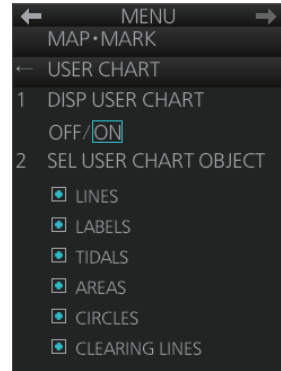 MENU
MAP•MARK
USER CHART
1 DISP USER CHART
OFF/ON
2 SEL USER CHART OBJECT
LINES
LABELS
TIDALS
AREAS
CIRCLES
CLEARING LINES